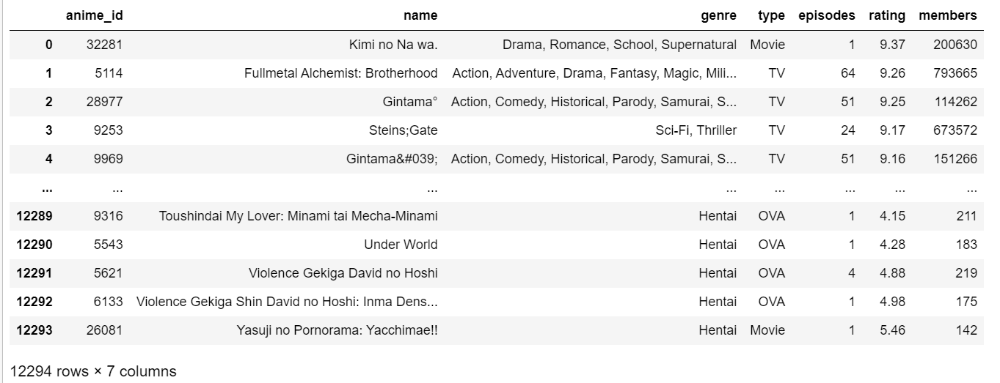 anime_id name genre type episodes rating members
0 32281 Kimi no Na wa. Drama, Romance, School, Supernatural Movie 1 9.37 200630
1 5114 Fullmetal Alchemist: Brotherhood Action, Adventure, Drama, Fantasy, Magic, Mili... TV 64 9.26 793665
2 28977 Gintama° Action, Comedy, Historical, Parody, Samurai, S... TV 51 9.25 114262
3 9253 Steins;Gate Sci-Fi, Thriller TV 24 9.17 673572
4 9969 Gintama&#039; Action, Comedy, Historical, Parody, Samurai, S... TV 51 9.16 151266
... ... ... ... ... ... ... ...
12289 9316 Toushindai My Lover: Minami tai Mecha-Minami Hentai OVA 1 4.15 211
12290 5543 Under World Hentai OVA 1 4.28 183
12291 5621 Violence Gekiga David no Hoshi Hentai OVA 4 4.88 219
12292 6133 Violence Gekiga Shin David no Hoshi: Inma Dens... Hentai OVA 1 4.98 175
12293 26081 Yasuji no Pornorama: Yacchimae!! Hentai Movie 1 5.46 142
12294 rows × 7 columns